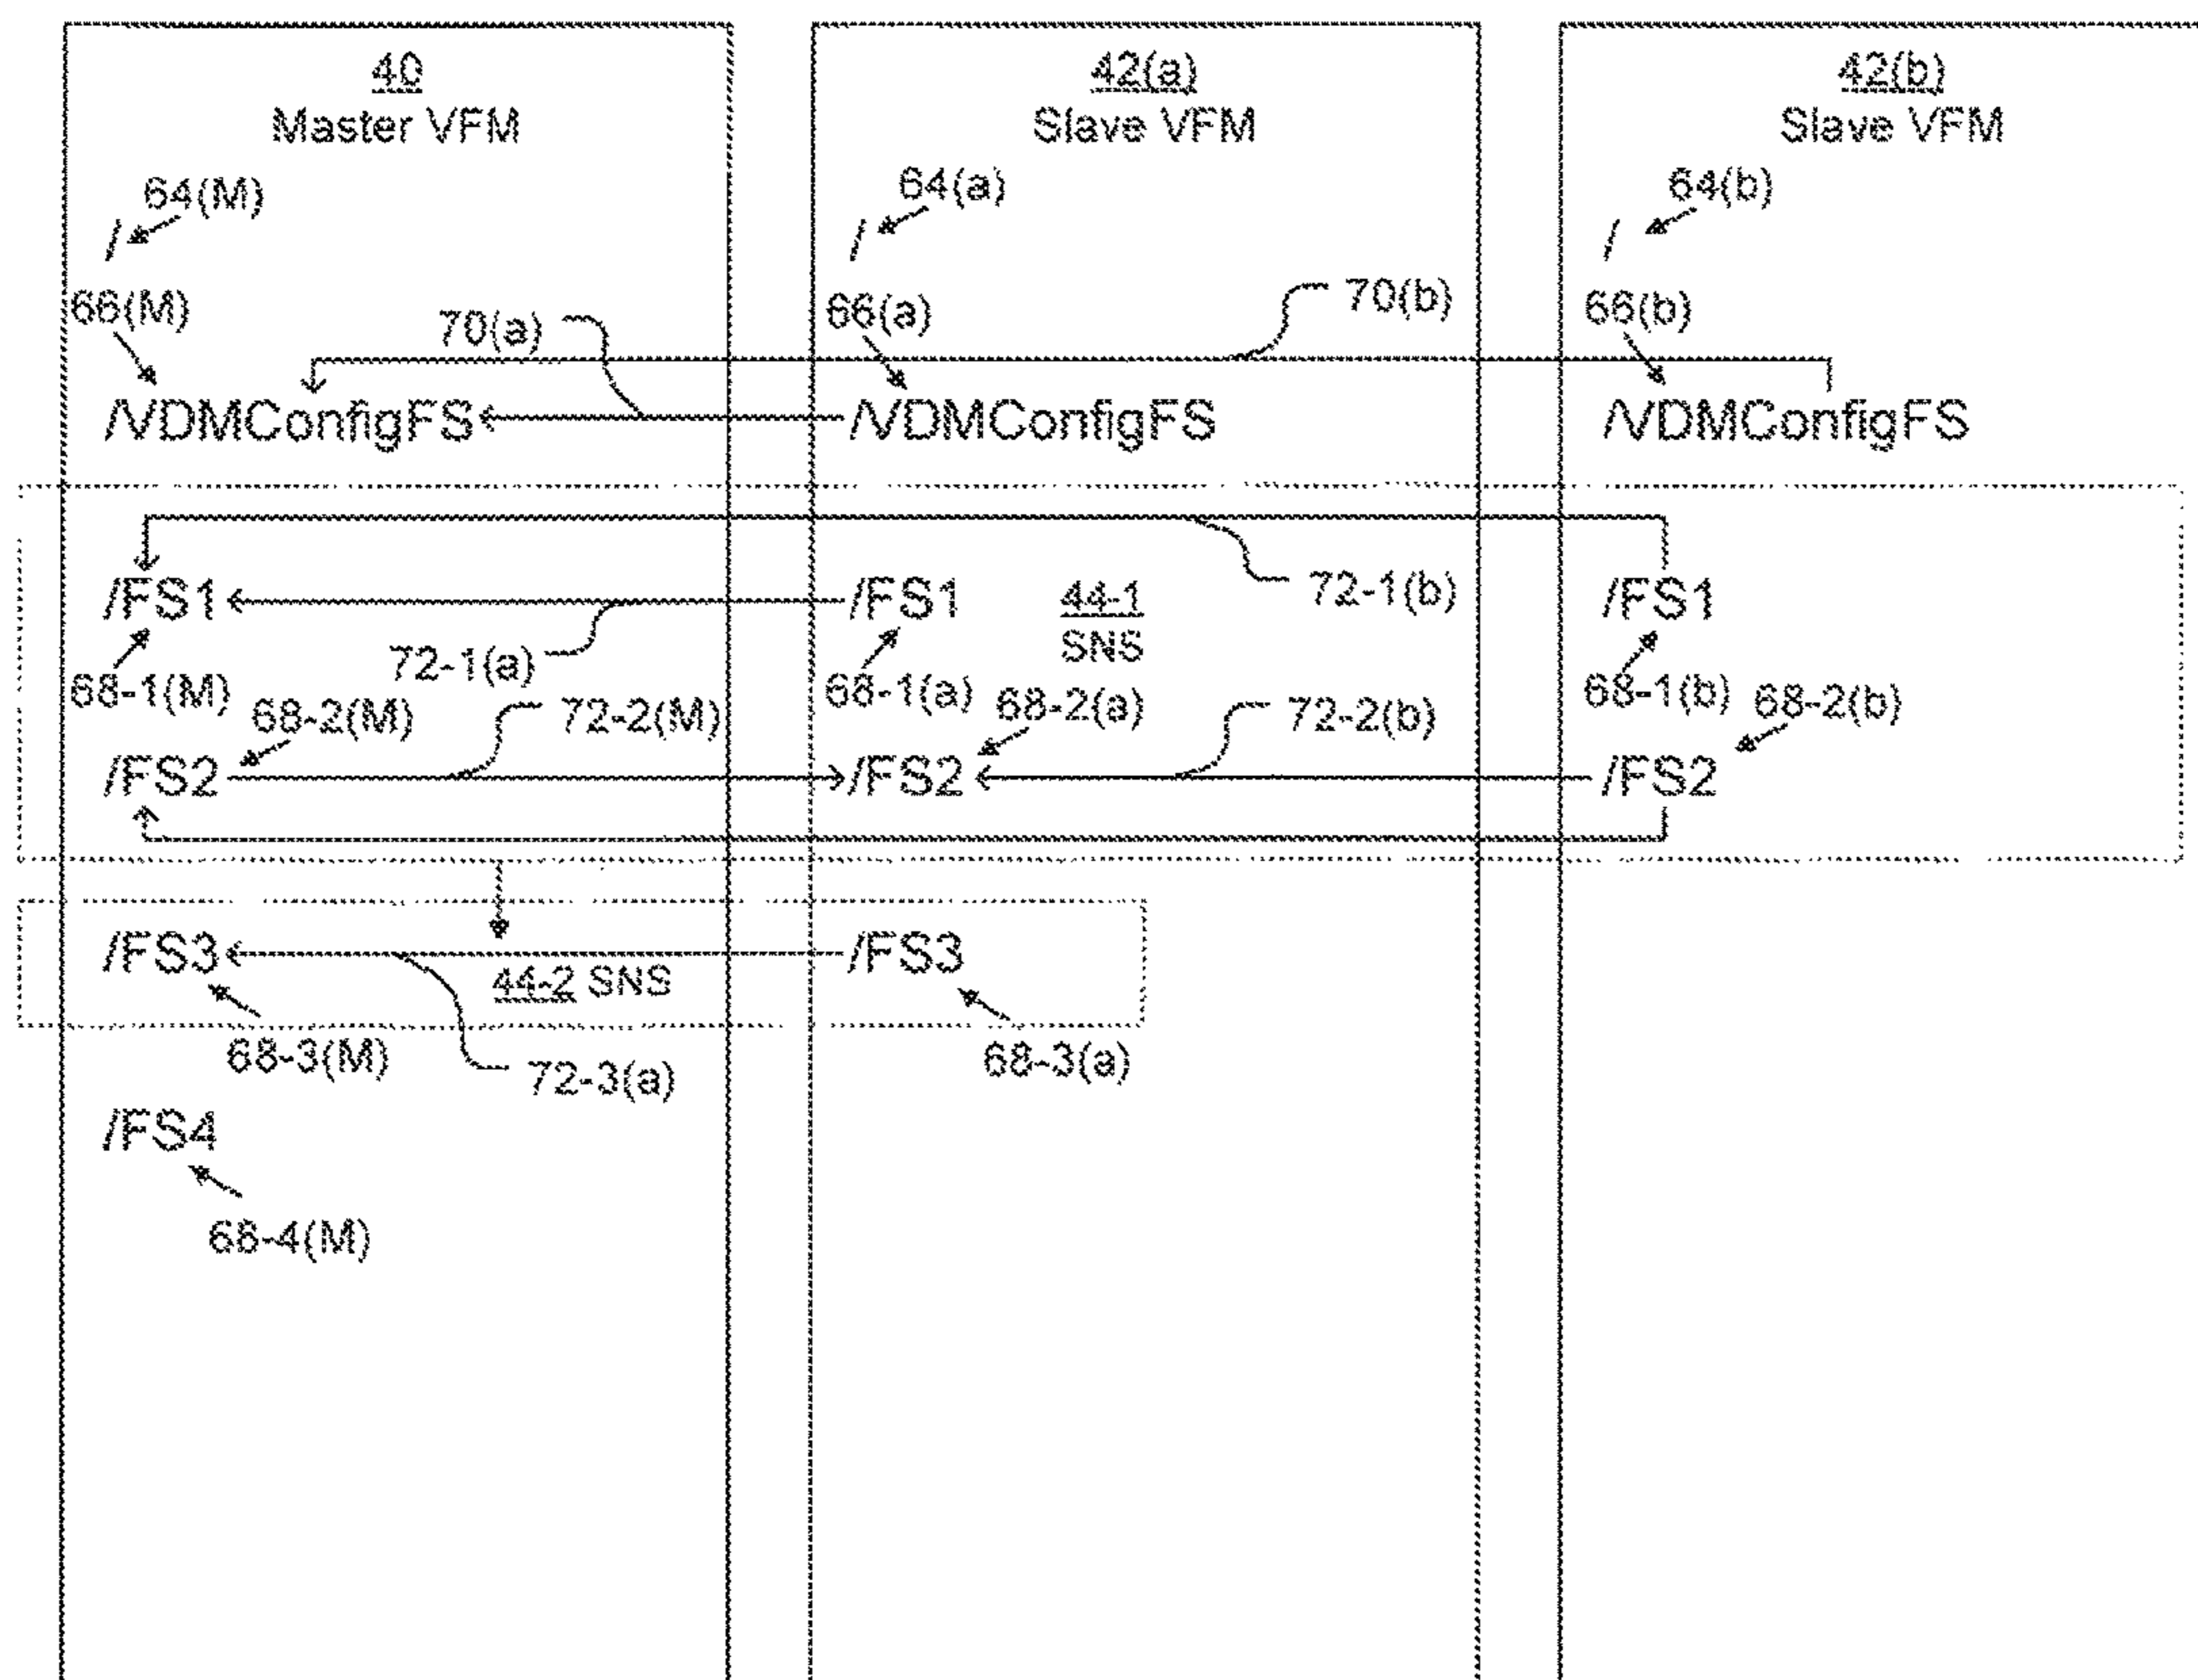 40
Master VFM
42(a)
Slave VFM
42(b)
Slave VFM
64(M)
64(a)
64(b)
/
/
/
66(M)
70(a)
66(a)
70(b)
66(b)
/VDMConfigFS
/VDMConfigFS
/VDMConfigFS
/FS1
/FS1
44-1
SNS
72-1(b)
/FS1
72-1(a)
68-1(M)
68-2(M)
72-2(M)
68-1(a)
68-2(a)
72-2(b)
68-1(b)
68-2(b)
/FS2
/FS2
/FS2
/FS3
44-2 SNS
/FS3
68-3(M)
72-3(a)
68-3(a)
/FS4
68-4(M)